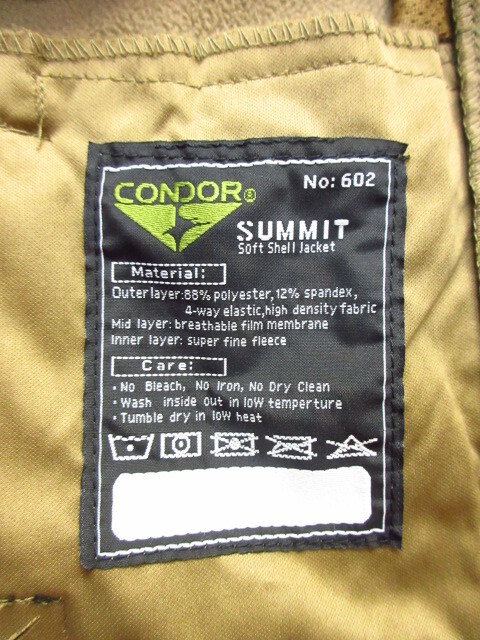 CONDOR®
No: 602
SUMMIT
Soft Shell Jacket
Material:
Outer layer:88% polyester, 12% spandex,
4-way elastic, high density fabric
Mid layer: breathable film membrane
Inner layer: super fine fleece
Care:
• No Bleach, No Iron, No Dry Clean
• Wash inside out in low temperture
• Tumble dry in low heat